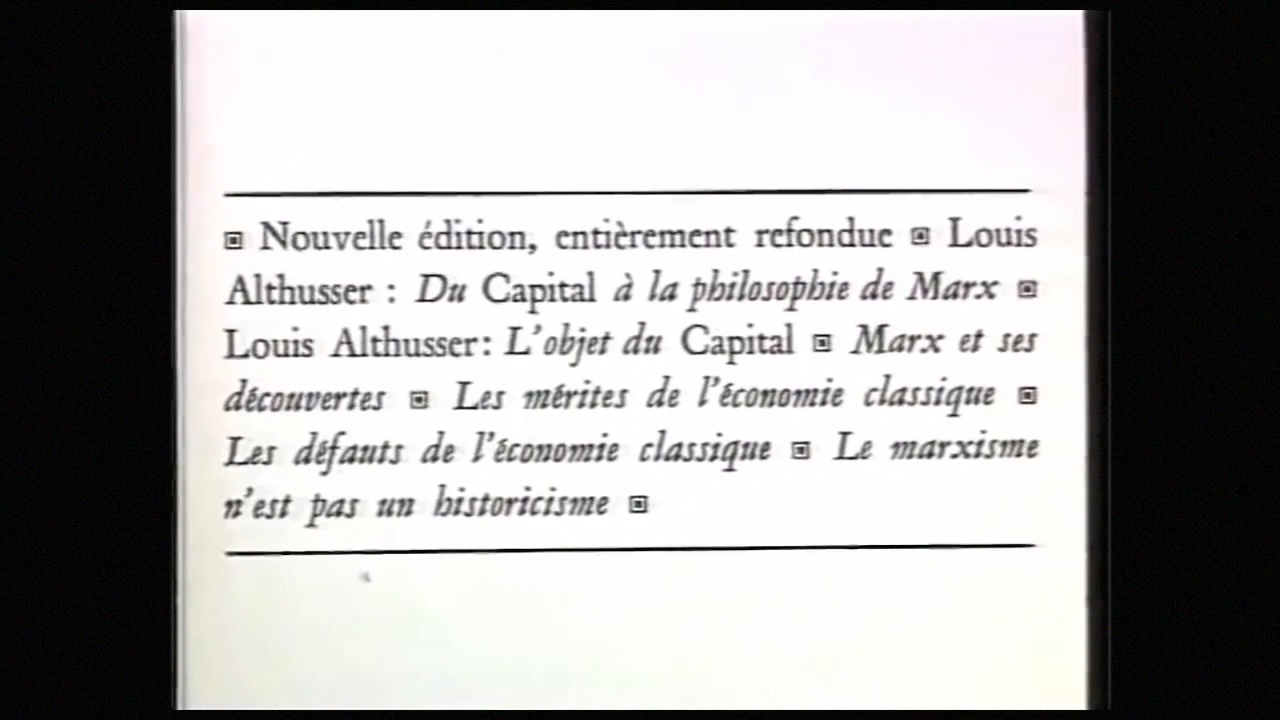 ▣ Nouvelle édition, entièrement refondue ▣ Louis
Althusser : Du Capital à la philosophie de Marx ▣
Louis Althusser : L'objet du Capital ▣ Marx et ses
découvertes ▣ Les mérites de l'économie classique ▣
Les défauts de l'économie classique ▣ Le marxisme
n'est pas un historicisme ▣